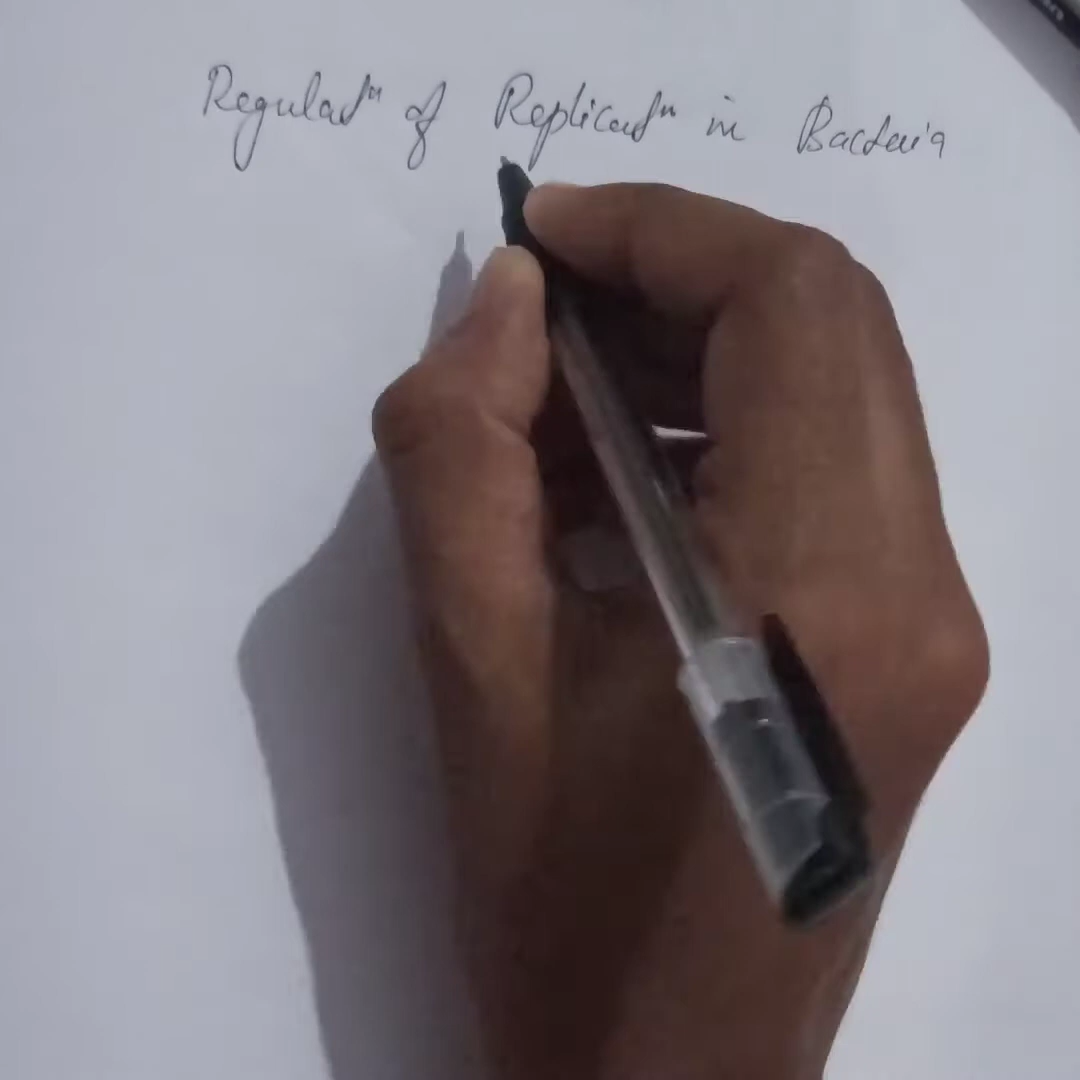 Regulatⁿ of Replicatⁿ in Bacteria